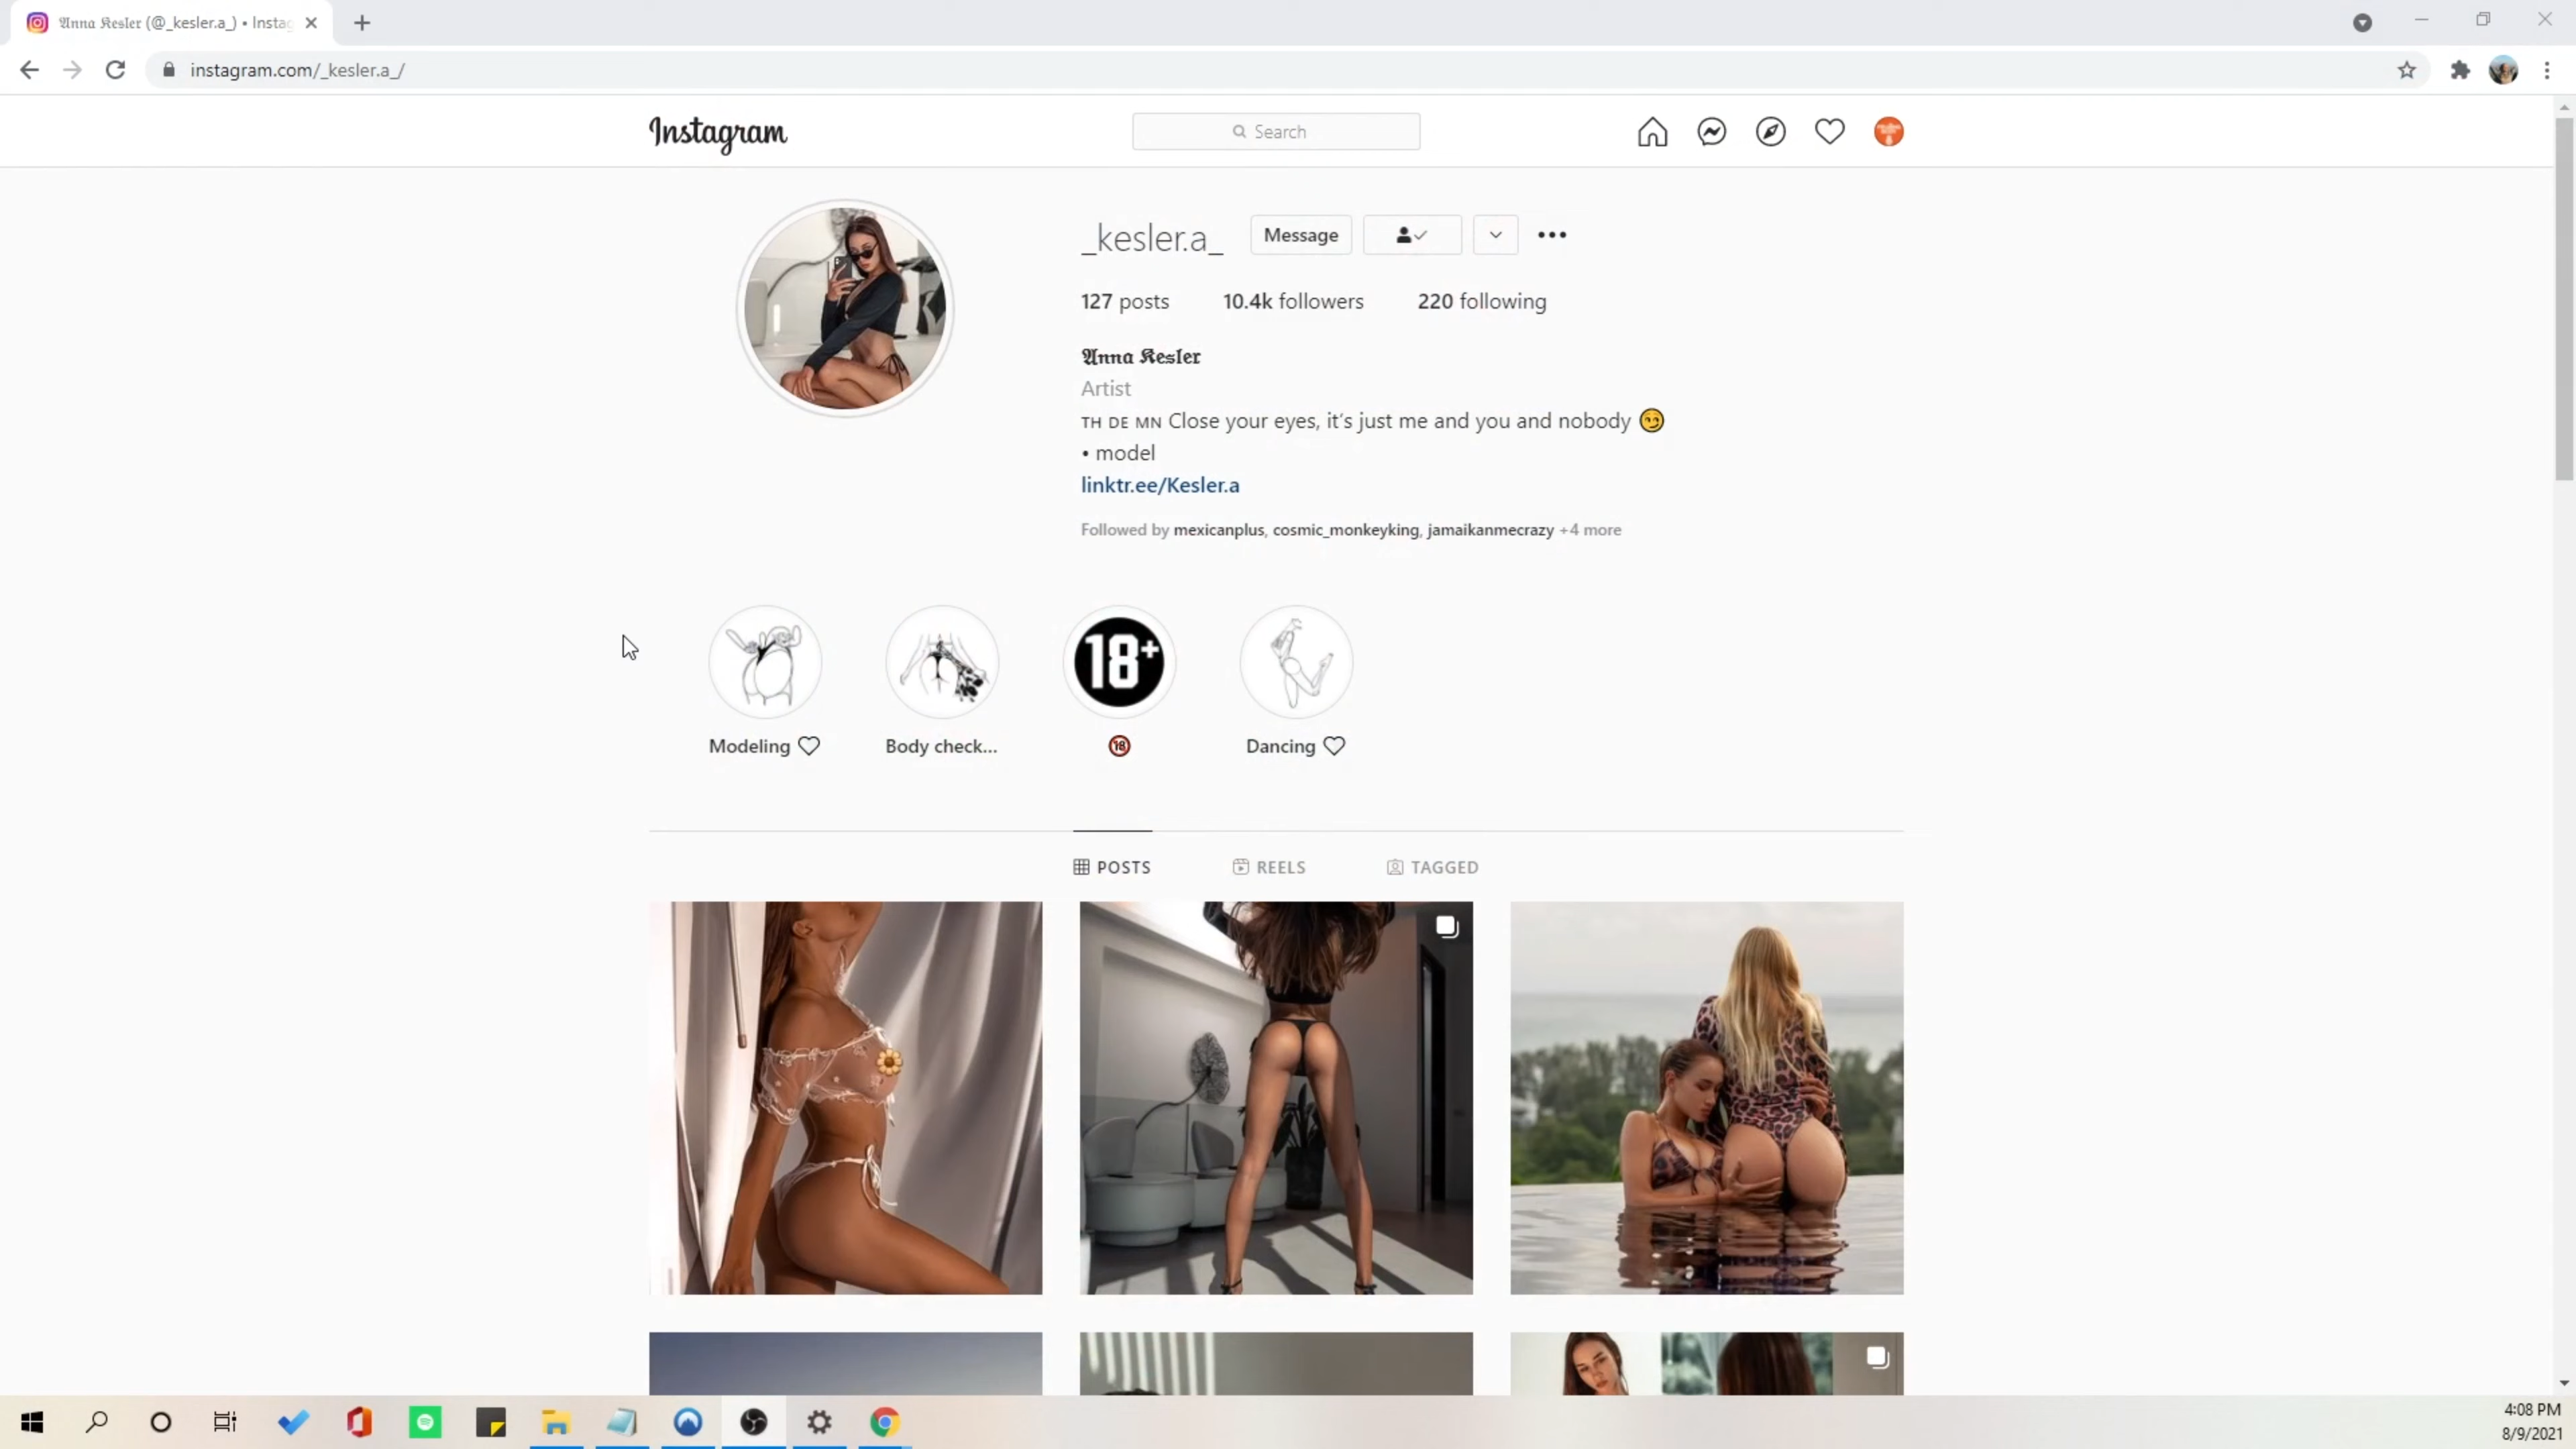 𝕬𝖓𝖓𝖆 𝕶𝖊𝖘𝖑𝖊𝖗 (@_kesler.a_) • Insta
instagram.com/_kesler.a_/
Instagram
Search
_kesler.a_
Message
127 posts 10.4k followers 220 following
𝕬𝖓𝖓𝖆 𝕶𝖊𝖘𝖑𝖊𝖗
Artist
TH DE MN Close your eyes, it's just me and you and nobody 😏
• model
linktr.ee/Kesler.a
Followed by mexicanplus, cosmic_monkeyking, jamaikanmecrazy +4 more
18+
Modeling ♡ Body check... 🔞 Dancing ♡
POSTS REELS TAGGED
4:08 PM
8/9/2021